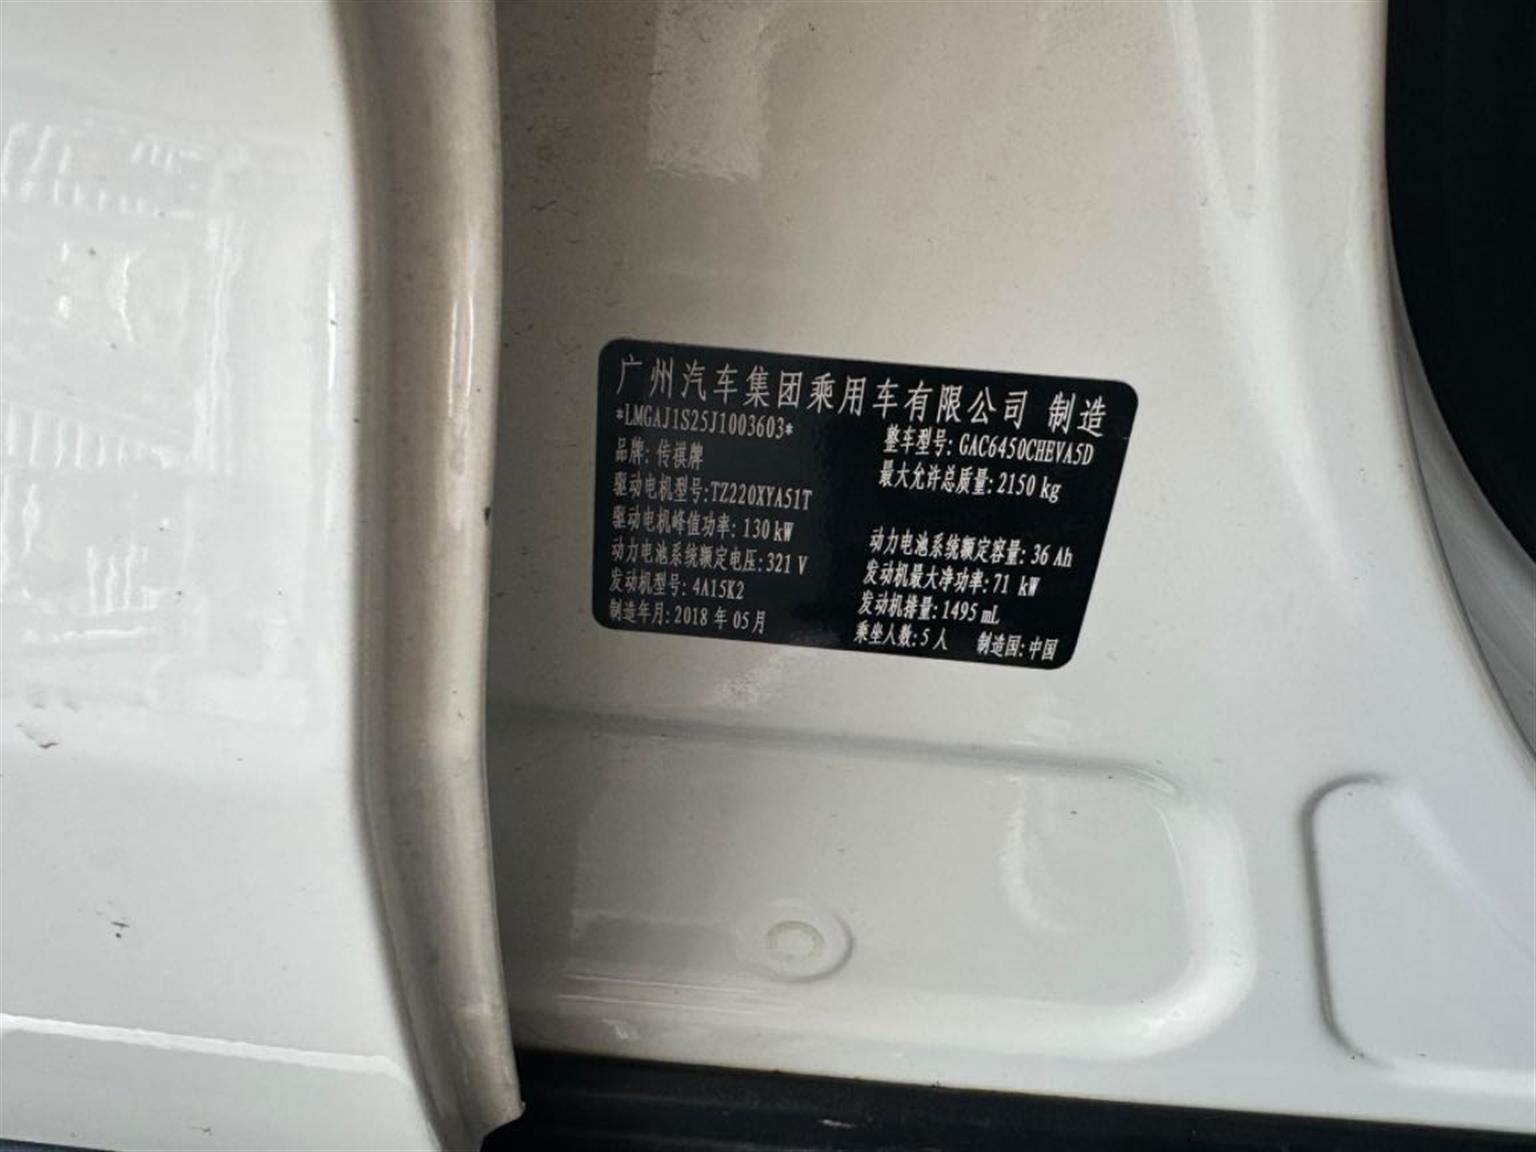 广州汽车集团乘用车有限公司 制造
*LMGAJ1S25J1003603*
整车型号: GAC6450CHEVA5D
品牌: 传祺牌
最大允许总质量: 2150 kg
驱动电机型号: TZ220XYA51T
驱动电机峰值功率: 130 kW
动力电池系统额定容量: 36 Ah
动力电池系统额定电压: 321 V
发动机最大净功率: 71 kW
发动机型号: 4A15K2
发动机排量: 1495 mL
制造年月: 2018 年 05 月
乘坐人数: 5 人 制造国: 中国